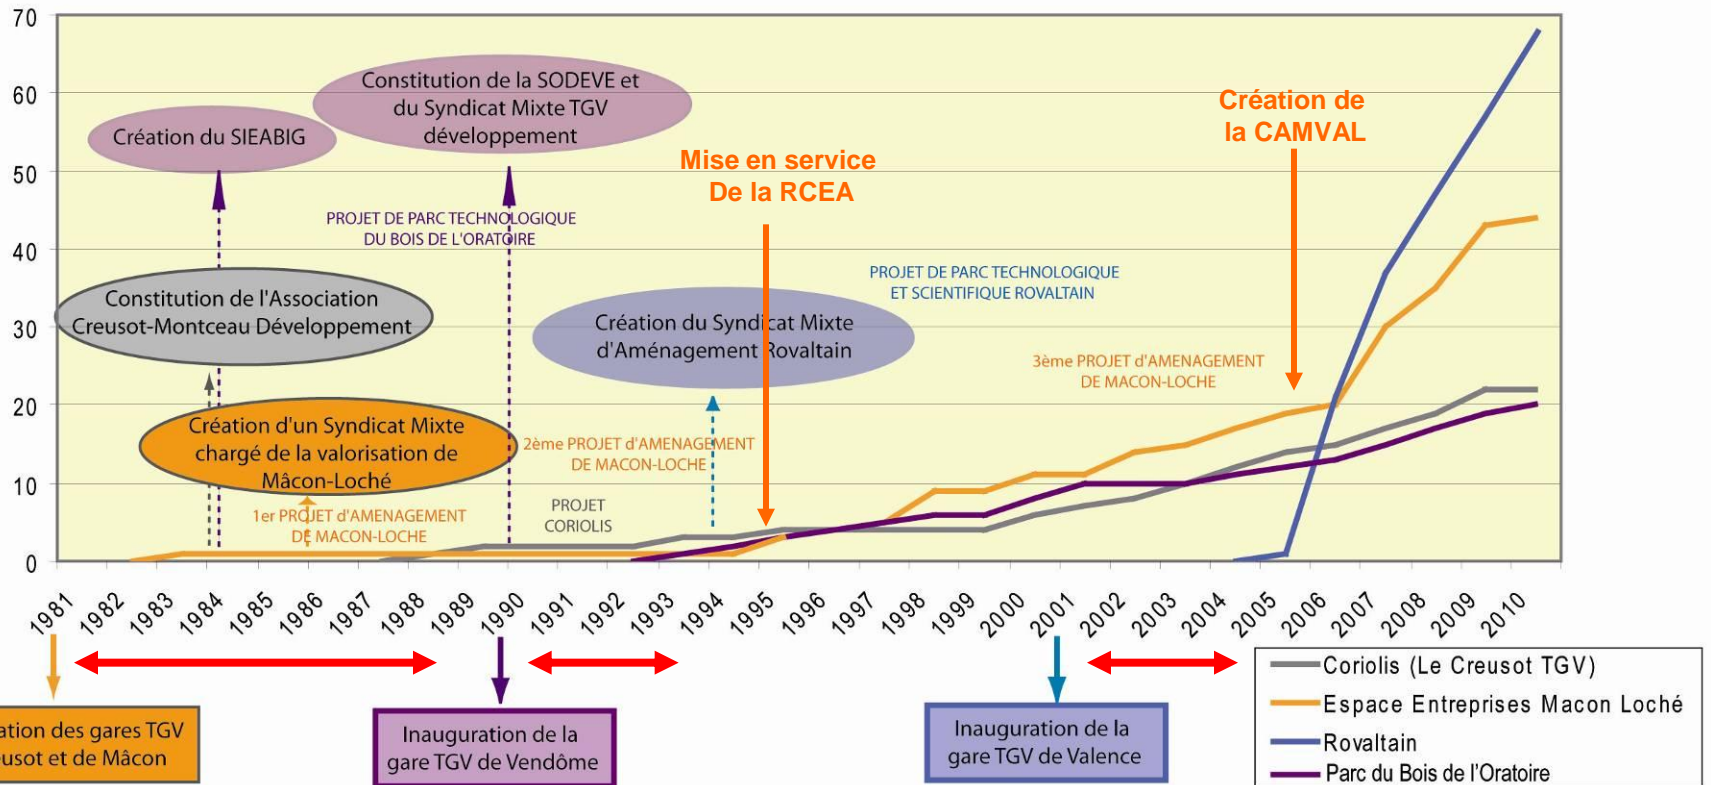 70
60
50
40
30
20
10
0
Création du SIEABIG
Constitution de la SODEVE et
du Syndicat Mixte TGV
développement
Mise en service
De la RCEA
Création de
la CAMVAL
PROJET DE PARC TECHNOLOGIQUE
DU BOIS DE L'ORATOIRE
Constitution de l'Association
Creusot-Montceau Développement
Création du Syndicat Mixte
d'Aménagement Rovaltain
PROJET DE PARC TECHNOLOGIQUE
ET SCIENTIFIQUE ROVALTAIN
3ème PROJET d'AMENAGEMENT
DE MACON-LOCHE
Création d'un Syndicat Mixte
chargé de la valorisation de
Mâcon-Loché
2ème PROJET d'AMENAGEMENT
DE MACON-LOCHE
1er PROJET d'AMENAGEMENT
DE MACON-LOCHE
PROJET
CORIOLIS
1981 1982 1983 1984 1985 1986 1987 1988 1989 1990 1991 1992 1993 1994 1995 1996 1997 1998 1999 2000 2001 2002 2003 2004 2005 2006 2007 2008 2009 2010
des gares TGV
et de Mâcon
Inauguration de la
gare TGV de Vendôme
Inauguration de la
gare TGV de Valence
Coriolis (Le Creusot TGV)
Espace Entreprises Macon Loché
Rovaltain
Parc du Bois de l'Oratoire